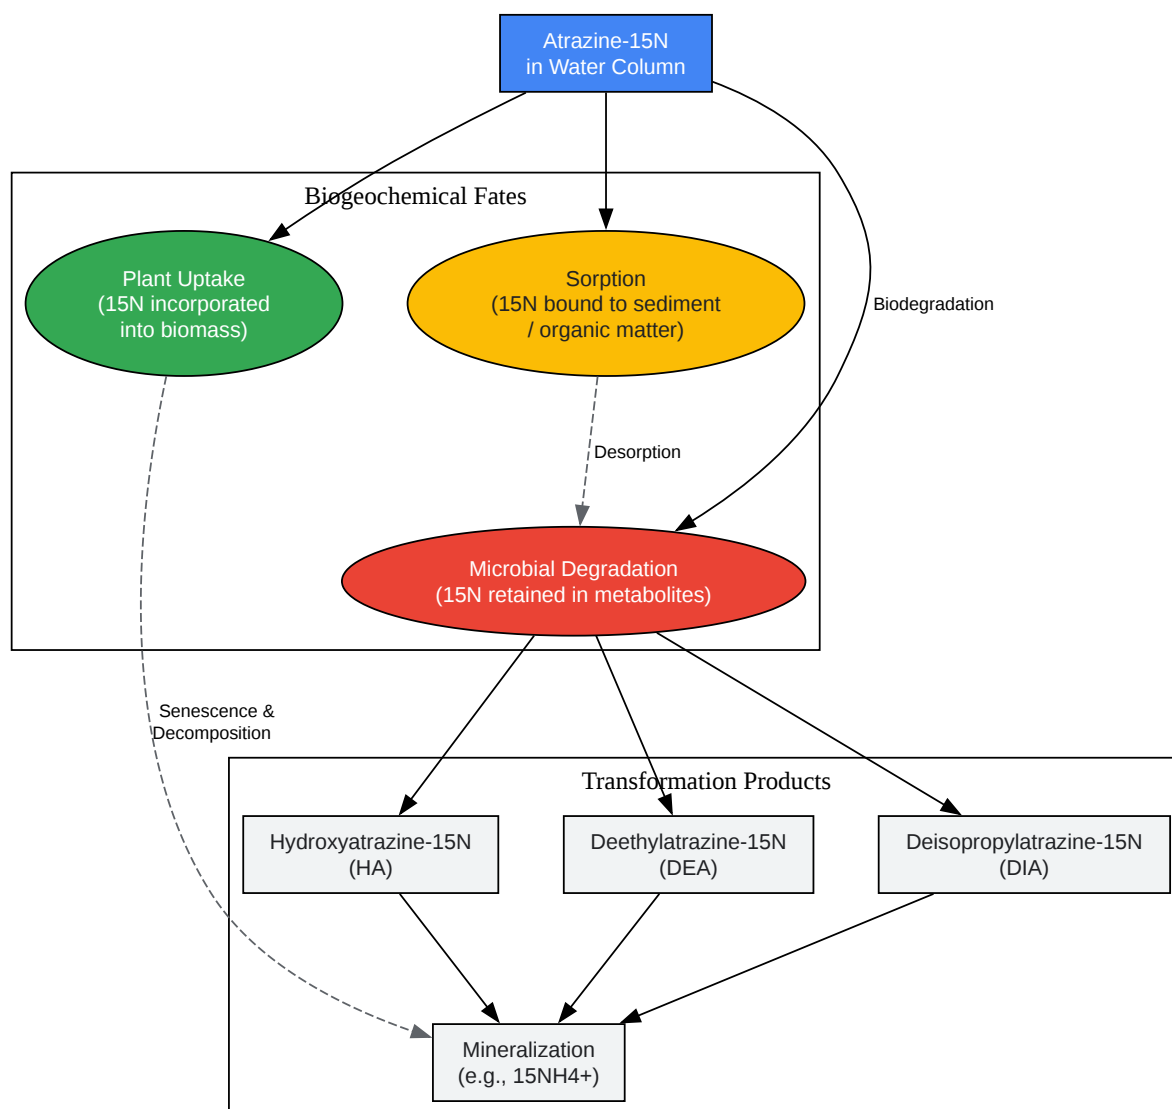 Atrazine-15N
in Water Column
Biogeochemical Fates
Plant Uptake
(15N incorporated
into biomass)
Sorption
(15N bound to sediment
/ organic matter)
Biodegradation
Desorption
Microbial Degradation
(15N retained in metabolites)
Senescence &
Decomposition
Transformation Products
Hydroxyatrazine-15N
(HA)
Deethylatrazine-15N
(DEA)
Deisopropylatrazine-15N
(DIA)
Mineralization
(e.g., 15NH4+)